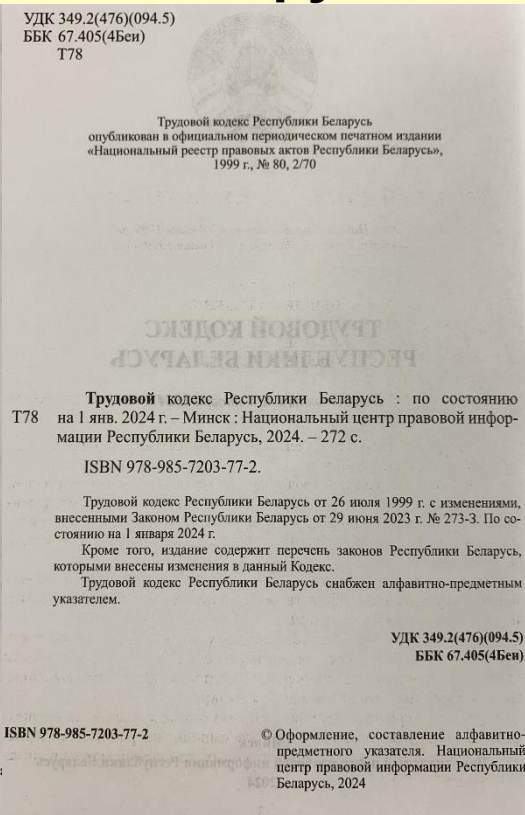 УДК 349.2(476)(094.5)
ББК 67.405(4Беи)
Т78
Трудовой кодекс Республики Беларусь
опубликован в официальном периодическом печатном издании
«Национальный реестр правовых актов Республики Беларусь»,
1999 г., № 80, 2/70
ТРУДОВОЙ КОДЕКС
РЕСПУБЛИКИ БЕЛАРУСЬ
Трудовой кодекс Республики Беларусь : по состоянию
Т78 на 1 янв. 2024 г. – Минск : Национальный центр правовой инфор-
мации Республики Беларусь, 2024. – 272 с.
ISBN 978-985-7203-77-2.
Трудовой кодекс Республики Беларусь от 26 июля 1999 г. с изменениями,
внесенными Законом Республики Беларусь от 29 июня 2023 г. № 273-З. По со-
стоянию на 1 января 2024 г.
Кроме того, издание содержит перечень законов Республики Беларусь,
которыми внесены изменения в данный Кодекс.
Трудовой кодекс Республики Беларусь снабжен алфавитно-предметным
указателем.
УДК 349.2(476)(094.5)
ББК 67.405(4Беи)
ISBN 978-985-7203-77-2
© Оформление, составление алфавитно-
предметного указателя. Национальный
центр правовой информации Республики
Беларусь, 2024